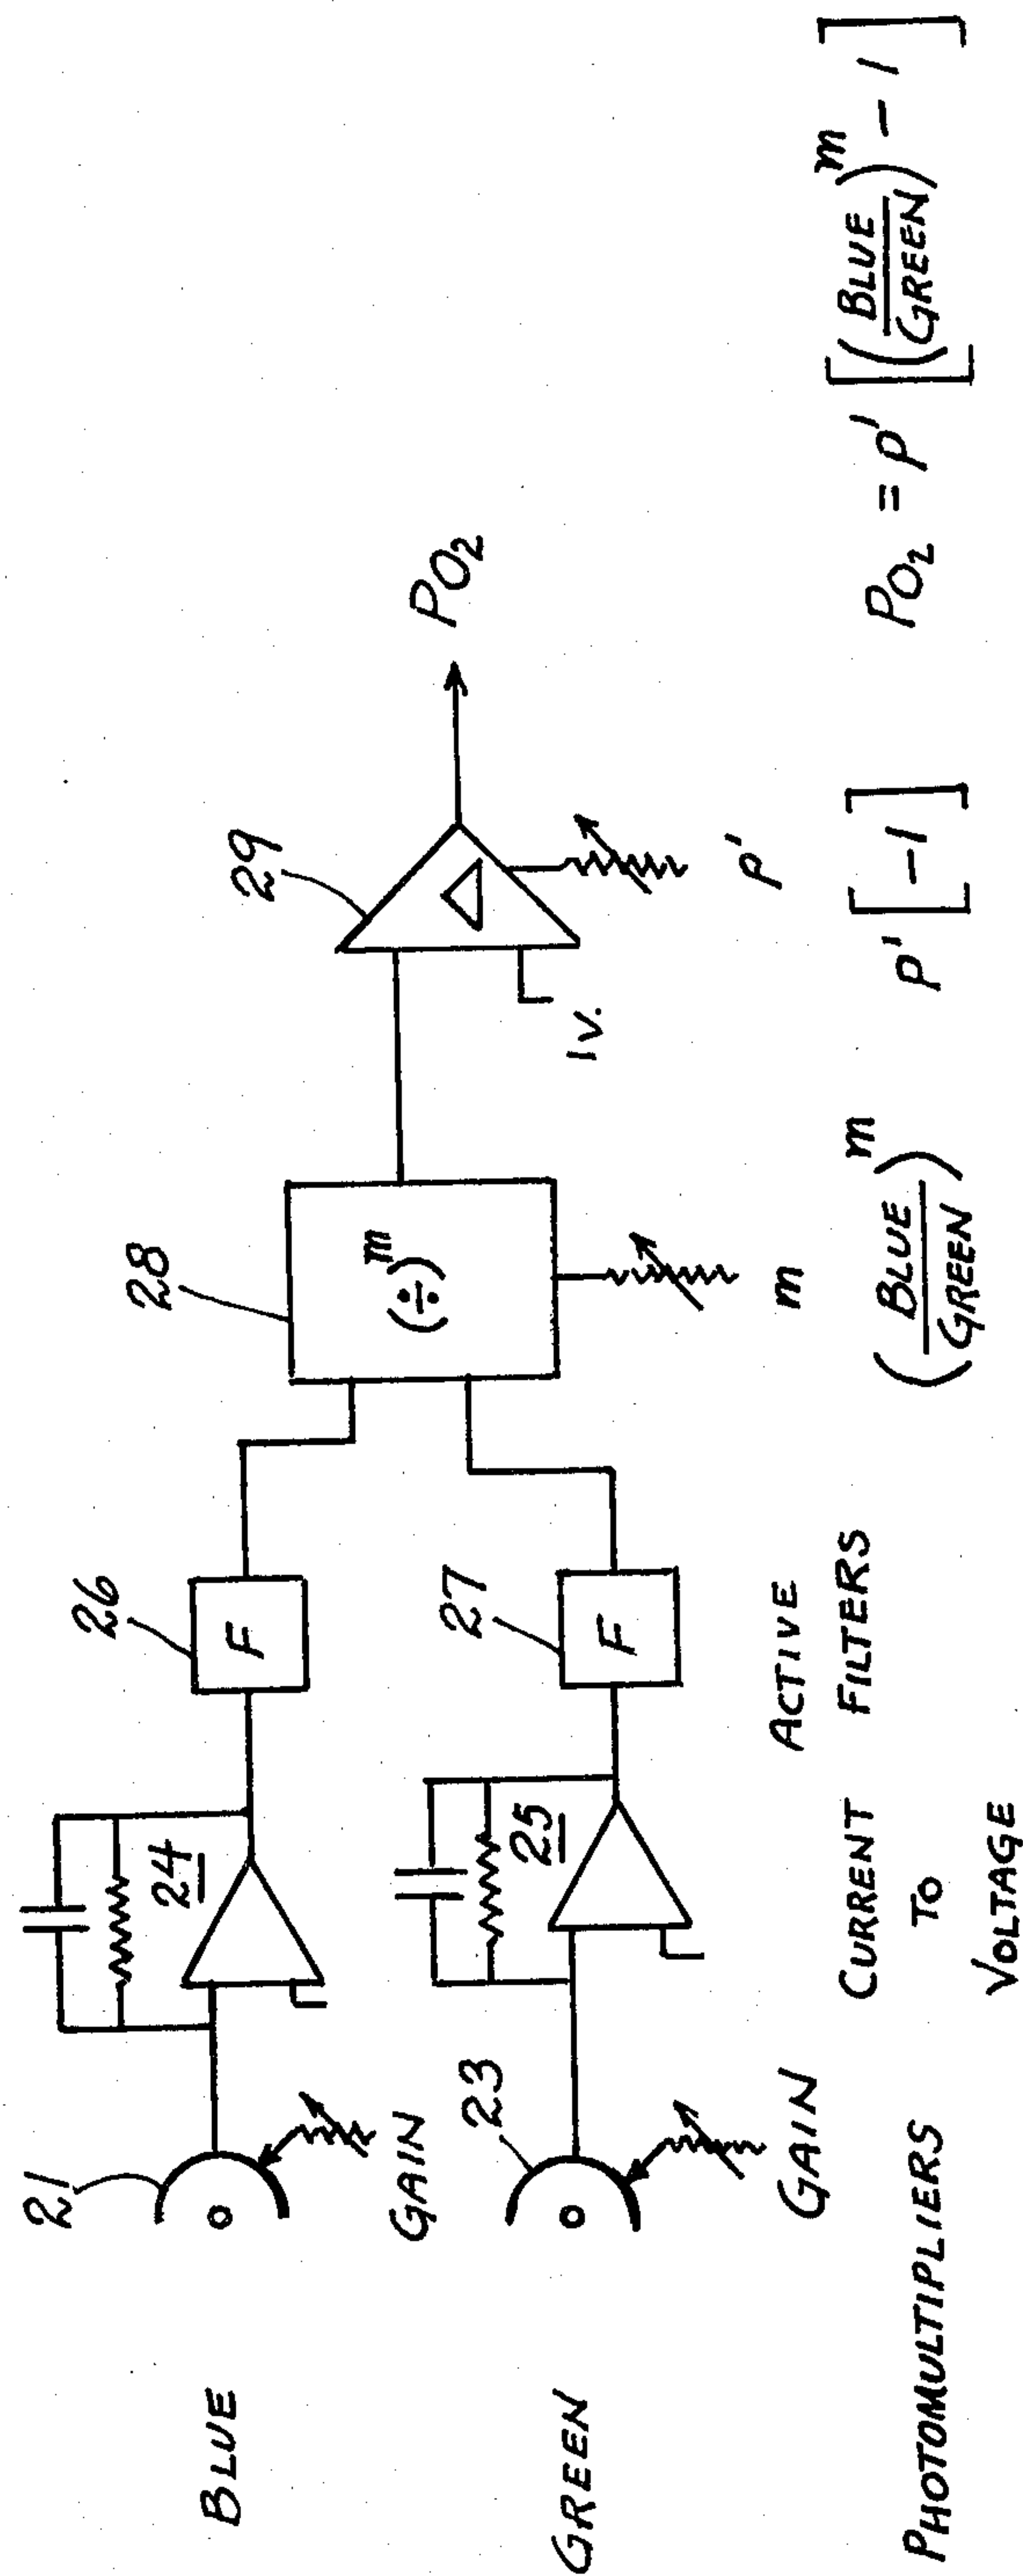 BLUE
21
GAIN
24
26
F
28
(÷)^m
m
29
Δ
1v.
P'
PO₂
GREEN
23
GAIN
25
27
F
PHOTOMULTIPLIERS
CURRENT
TO
VOLTAGE
ACTIVE
FILTERS
(BLUE/GREEN)^m
P' [-1]
PO₂ = P' [(BLUE/GREEN)^m - 1]